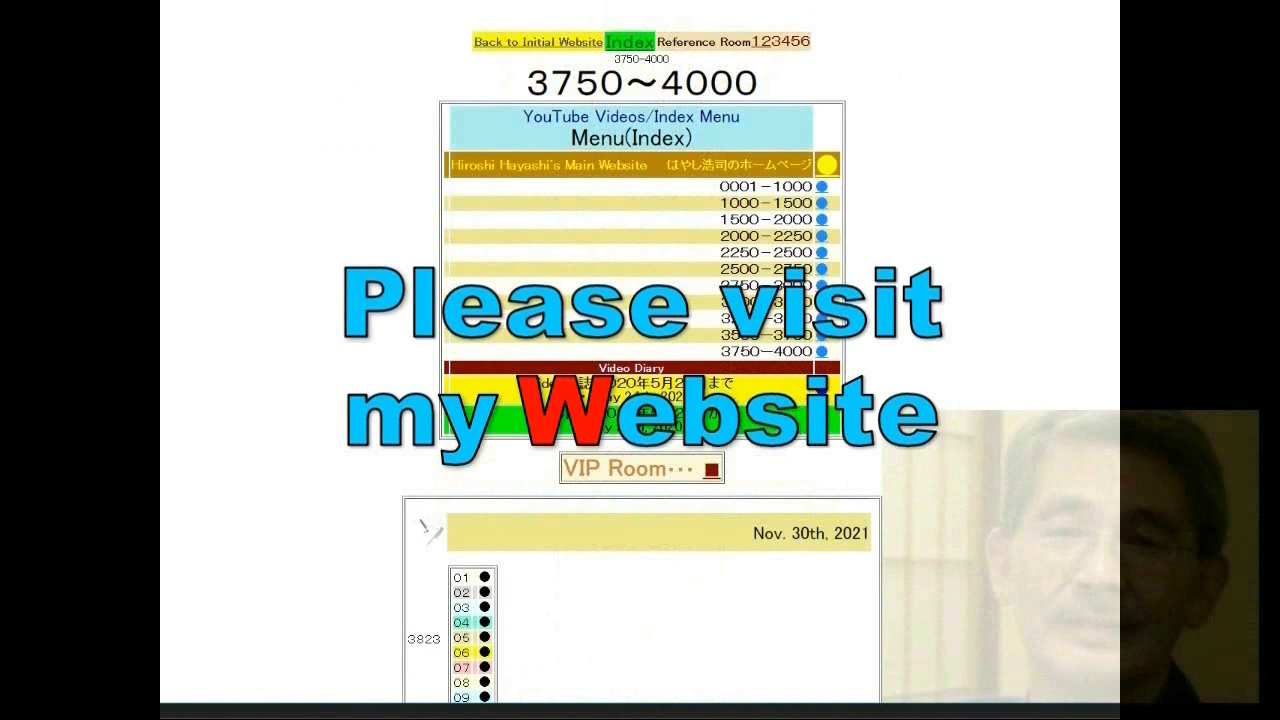 Back to Initial Website Index Reference Room123456
3750-4000
3750～4000
YouTube Videos/Index Menu
Menu(Index)
Hiroshi Hayashi's Main Website はやし浩司のホームページ
0001－1000
1000－1500
1500－2000
2000－2250
2250－2500
2500－2750
Please visit
3750－4000
Video Diary
my Website
VIP Room…
Nov. 30th, 2021
3823
01
02
03
04
05
06
07
08
09